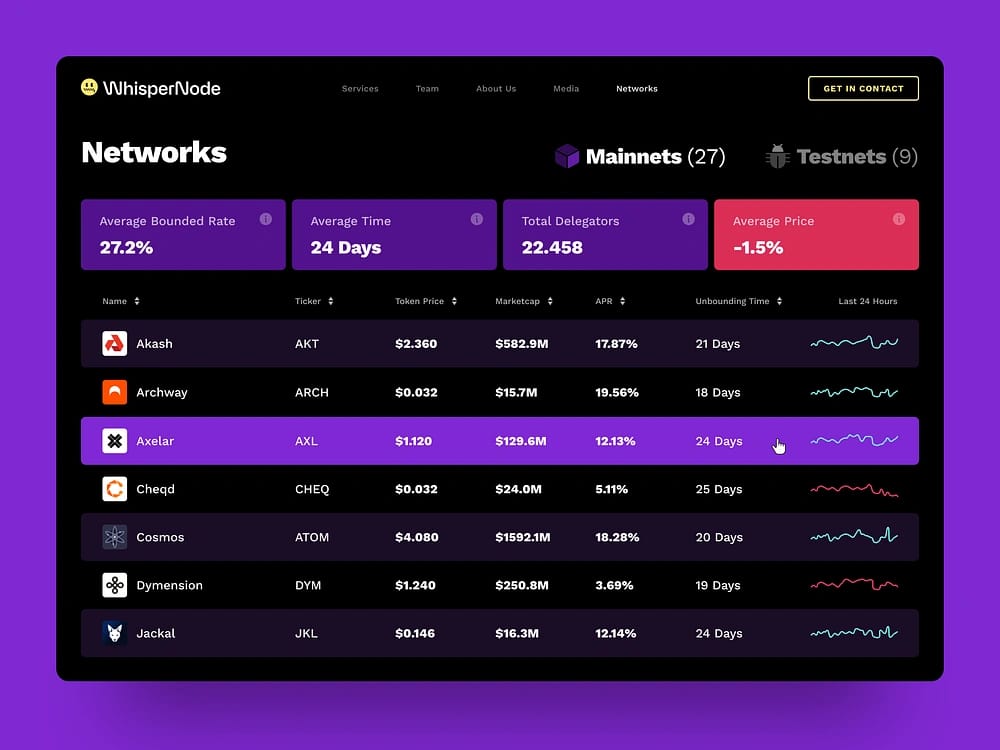 WhisperNode
Services Team About Us Media Networks
GET IN CONTACT
Networks
Mainnets (27) Testnets (9)
Average Bounded Rate
27.2%
Average Time
24 Days
Total Delegators
22.458
Average Price
-1.5%
Name Ticker Token Price Marketcap APR Unbounding Time Last 24 Hours
Akash AKT $2.360 $582.9M 17.87% 21 Days
Archway ARCH $0.032 $15.7M 19.56% 18 Days
Axelar AXL $1.120 $129.6M 12.13% 24 Days
Cheqd CHEQ $0.032 $24.0M 5.11% 25 Days
Cosmos ATOM $4.080 $1592.1M 18.28% 20 Days
Dymension DYM $1.240 $250.8M 3.69% 19 Days
Jackal JKL $0.146 $16.3M 12.14% 24 Days